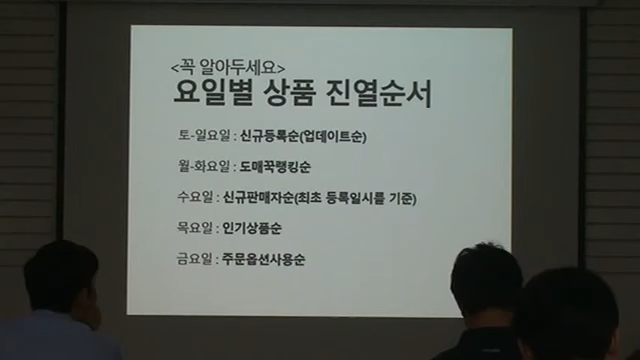 <꼭 알아두세요>
요일별 상품 진열순서
토-일요일 : 신규등록순(업데이트순)
월-화요일 : 도매꾹랭킹순
수요일 : 신규판매자순(최초 등록일시를 기준)
목요일 : 인기상품순
금요일 : 주문옵션사용순